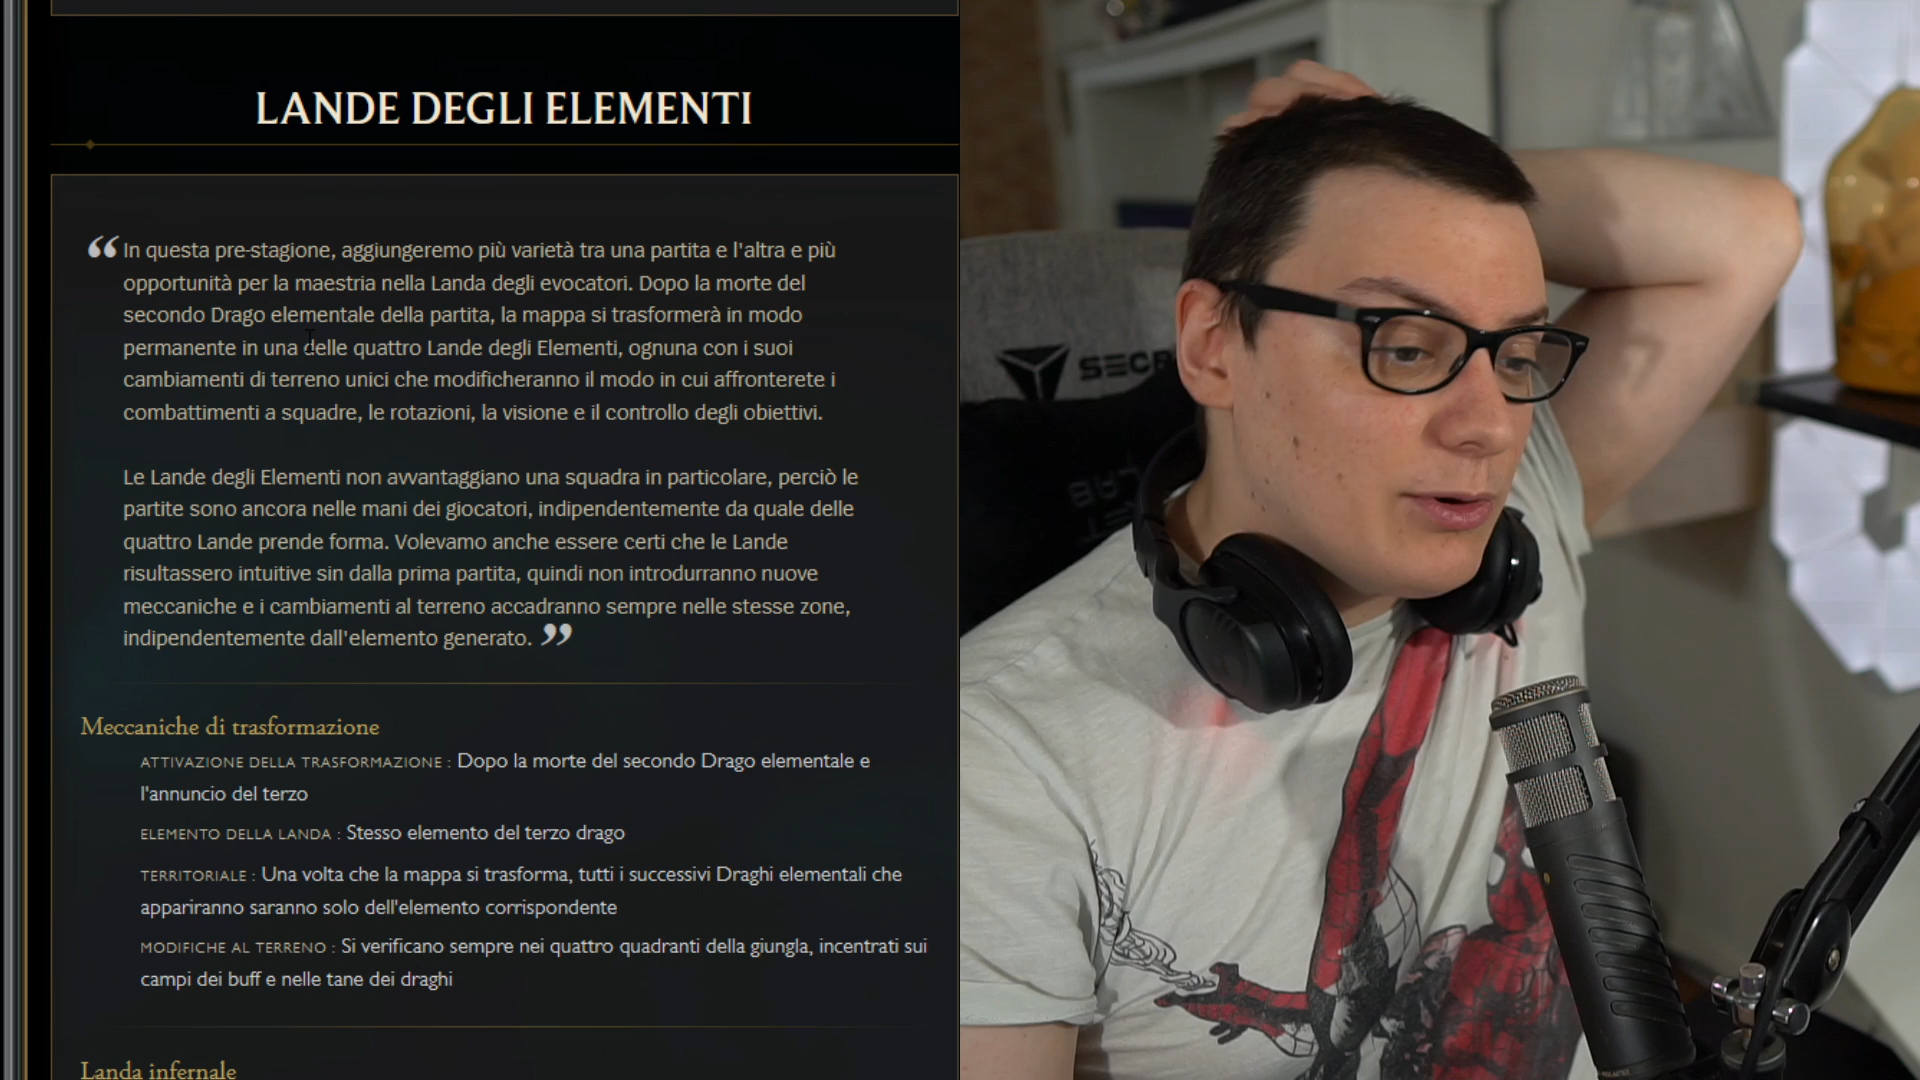 LANDE DEGLI ELEMENTI
“In questa pre-stagione, aggiungeremo più varietà tra una partita e l'altra e più
opportunità per la maestria nella Landa degli evocatori. Dopo la morte del
secondo Drago elementale della partita, la mappa si trasformerà in modo
permanente in una delle quattro Lande degli Elementi, ognuna con i suoi
cambiamenti di terreno unici che modificheranno il modo in cui affronterete i
combattimenti a squadre, le rotazioni, la visione e il controllo degli obiettivi.
Le Lande degli Elementi non avvantaggiano una squadra in particolare, perciò le
partite sono ancora nelle mani dei giocatori, indipendentemente da quale delle
quattro Lande prende forma. Volevamo anche essere certi che le Lande
risultassero intuitive sin dalla prima partita, quindi non introdurranno nuove
meccaniche e i cambiamenti al terreno accadranno sempre nelle stesse zone,
indipendentemente dall'elemento generato.”
Meccaniche di trasformazione
ATTIVAZIONE DELLA TRASFORMAZIONE : Dopo la morte del secondo Drago elementale e
l'annuncio del terzo
ELEMENTO DELLA LANDA : Stesso elemento del terzo drago
TERRITORIALE : Una volta che la mappa si trasforma, tutti i successivi Draghi elementali che
appariranno saranno solo dell'elemento corrispondente
MODIFICHE AL TERRENO : Si verificano sempre nei quattro quadranti della giungla, incentrati sui
campi dei buff e nelle tane dei draghi
Landa infernale
SECR